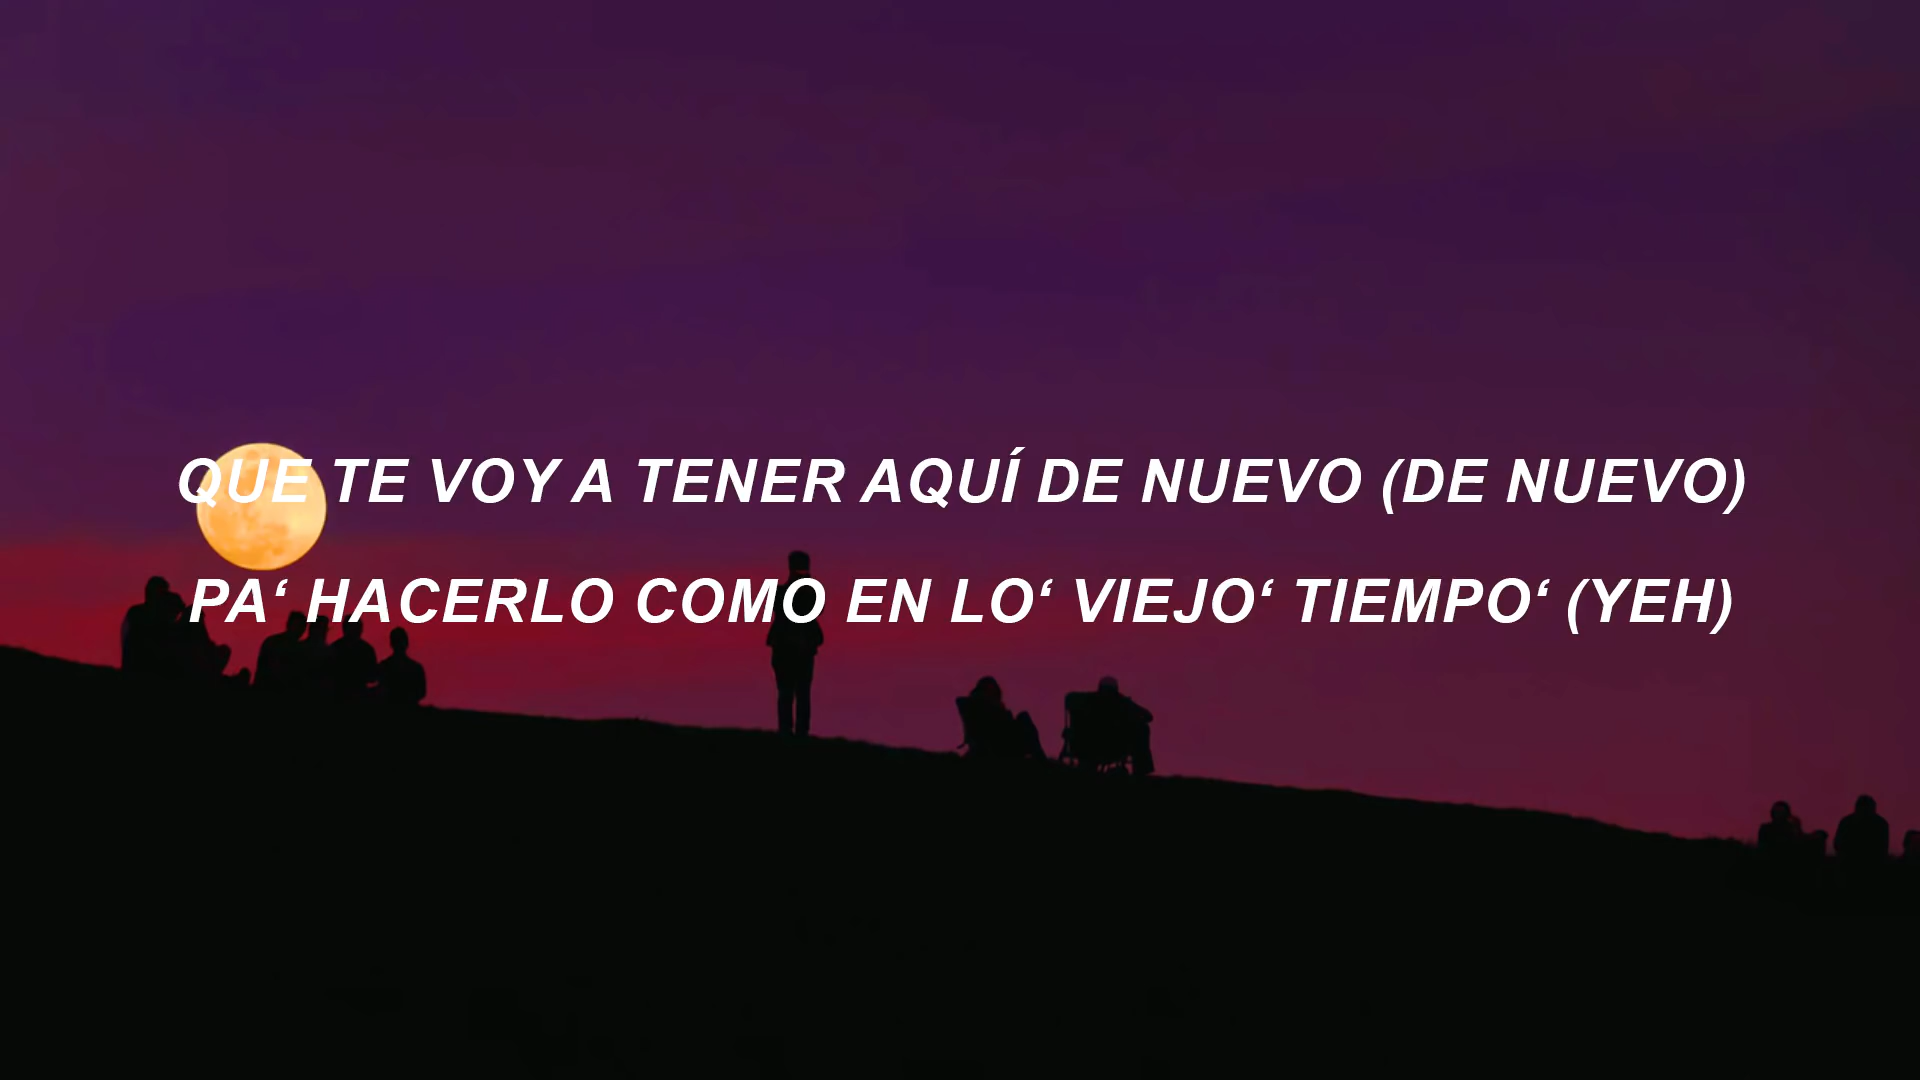 QUE TE VOY A TENER AQUÍ DE NUEVO (DE NUEVO)
PA‘ HACERLO COMO EN LO‘ VIEJO‘ TIEMPO‘ (YEH)